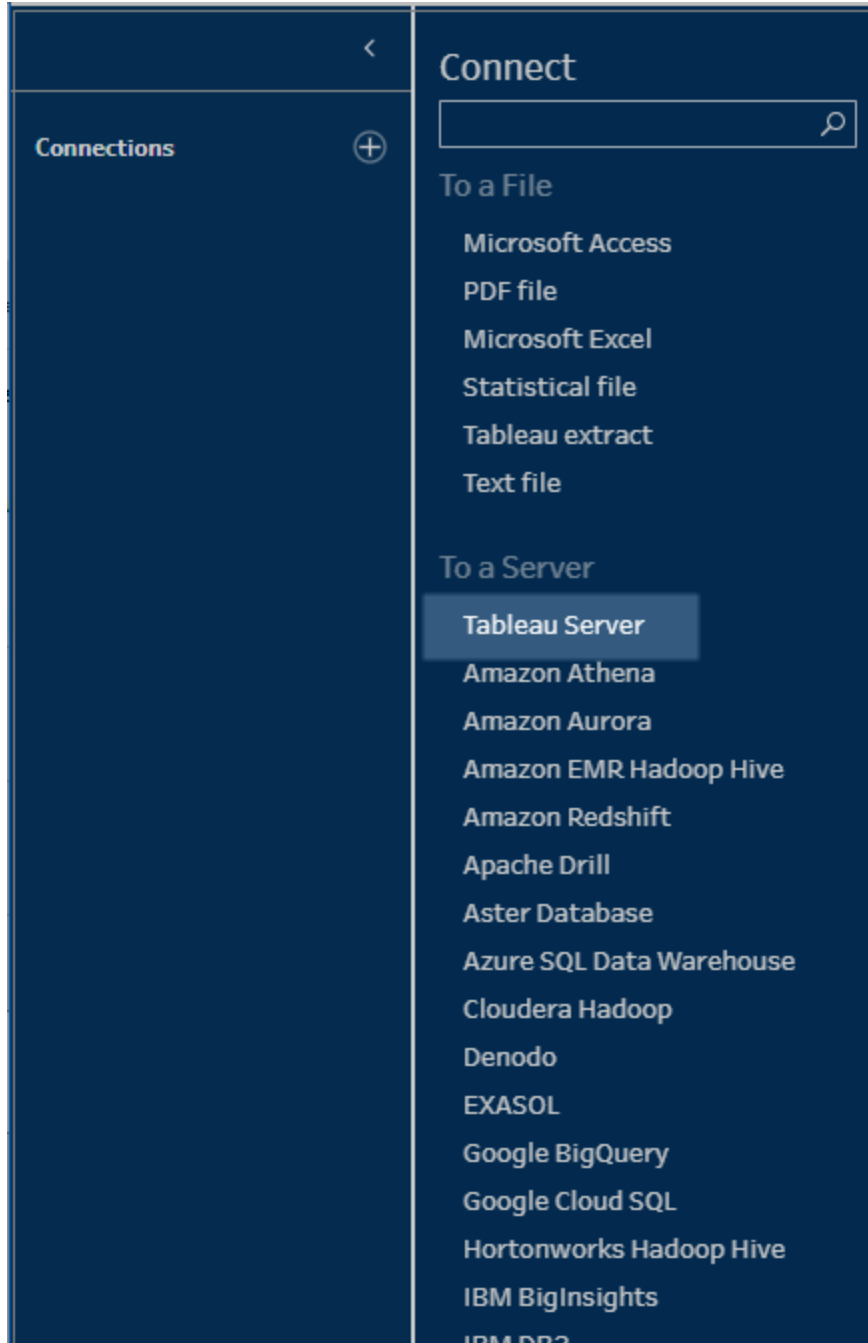 Connections
Connect
To a File
Microsoft Access
PDF file
Microsoft Excel
Statistical file
Tableau extract
Text file
To a Server
Tableau Server
Amazon Athena
Amazon Aurora
Amazon EMR Hadoop Hive
Amazon Redshift
Apache Drill
Aster Database
Azure SQL Data Warehouse
Cloudera Hadoop
Denodo
EXASOL
Google BigQuery
Google Cloud SQL
Hortonworks Hadoop Hive
IBM BigInsights
IBM